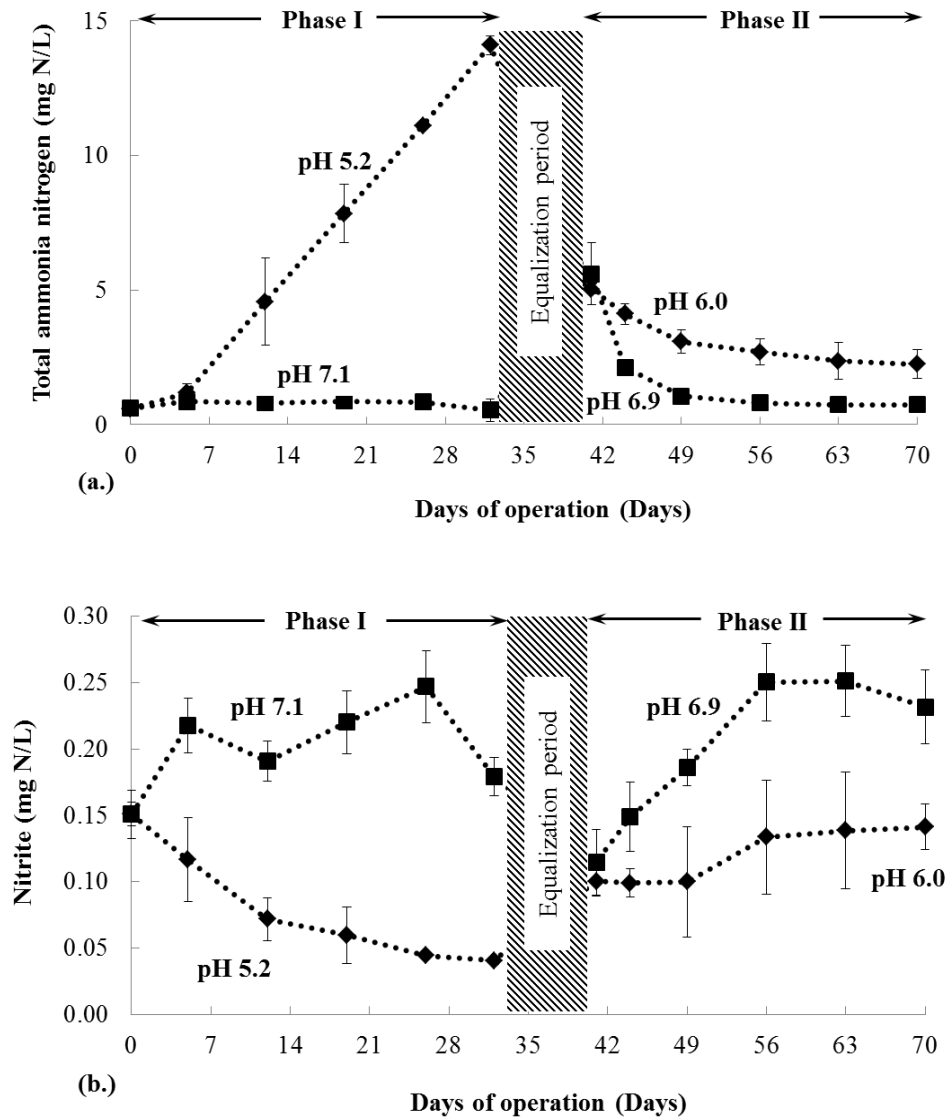 Phase I
Phase II
Total ammonia nitrogen (mg N/L)
15
10
5
0
pH 5.2
pH 7.1
Equalization period
pH 6.0
pH 6.9
0 7 14 21 28 35 42 49 56 63 70
(a.)
Days of operation (Days)
Phase I
Phase II
Nitrite (mg N/L)
0.30
0.25
0.20
0.15
0.10
0.05
0.00
pH 7.1
pH 5.2
Equalization period
pH 6.9
pH 6.0
0 7 14 21 28 35 42 49 56 63 70
(b.)
Days of operation (Days)